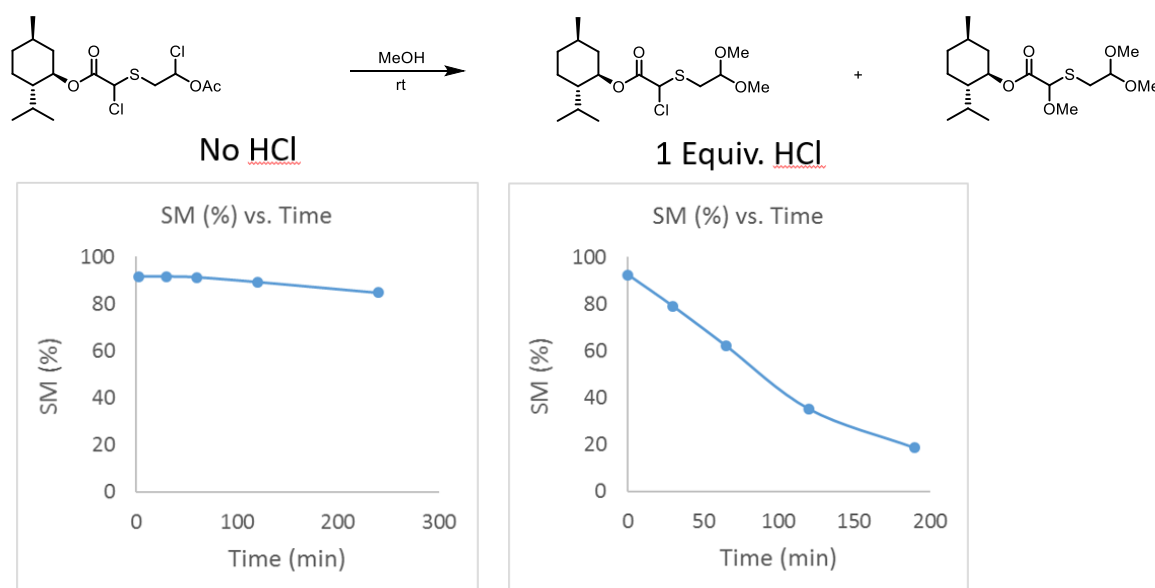 O
O
S
Cl
Cl
OAc
MeOH
rt
O
O
S
Cl
OMe
OMe
+
O
O
S
OMe
OMe
OMe
No HCl
1 Equiv. HCl
SM (%) vs. Time
100
80
60
40
20
0
SM (%)
0 100 200 300
Time (min)
SM (%) vs. Time
100
80
60
40
20
0
SM (%)
0 50 100 150 200
Time (min)